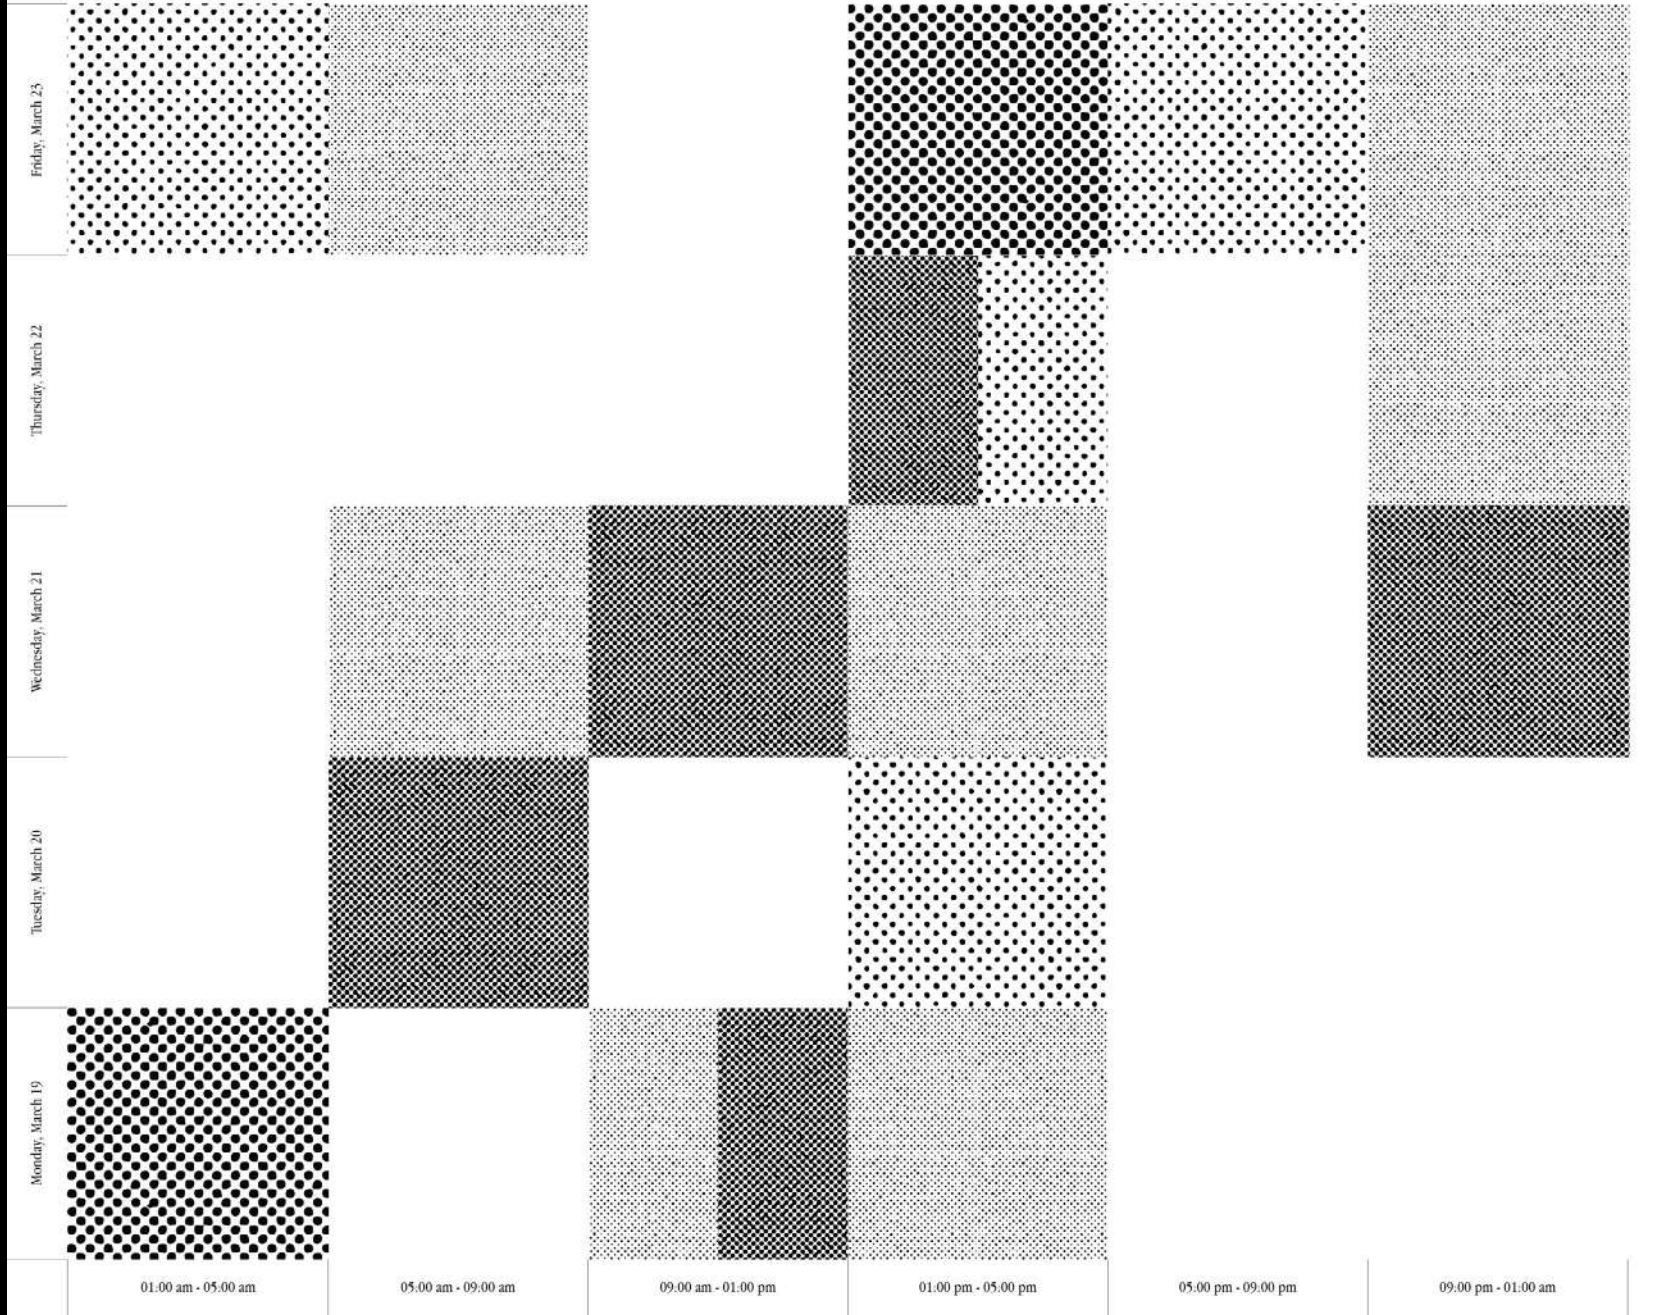 Friday, March 23
Thursday, March 22
Wednesday, March 21
Tuesday, March 20
Monday, March 19
01:00 am - 05:00 am
05:00 am - 09:00 am
09:00 am - 01:00 pm
01:00 pm - 05:00 pm
05:00 pm - 09:00 pm
09:00 pm - 01:00 am